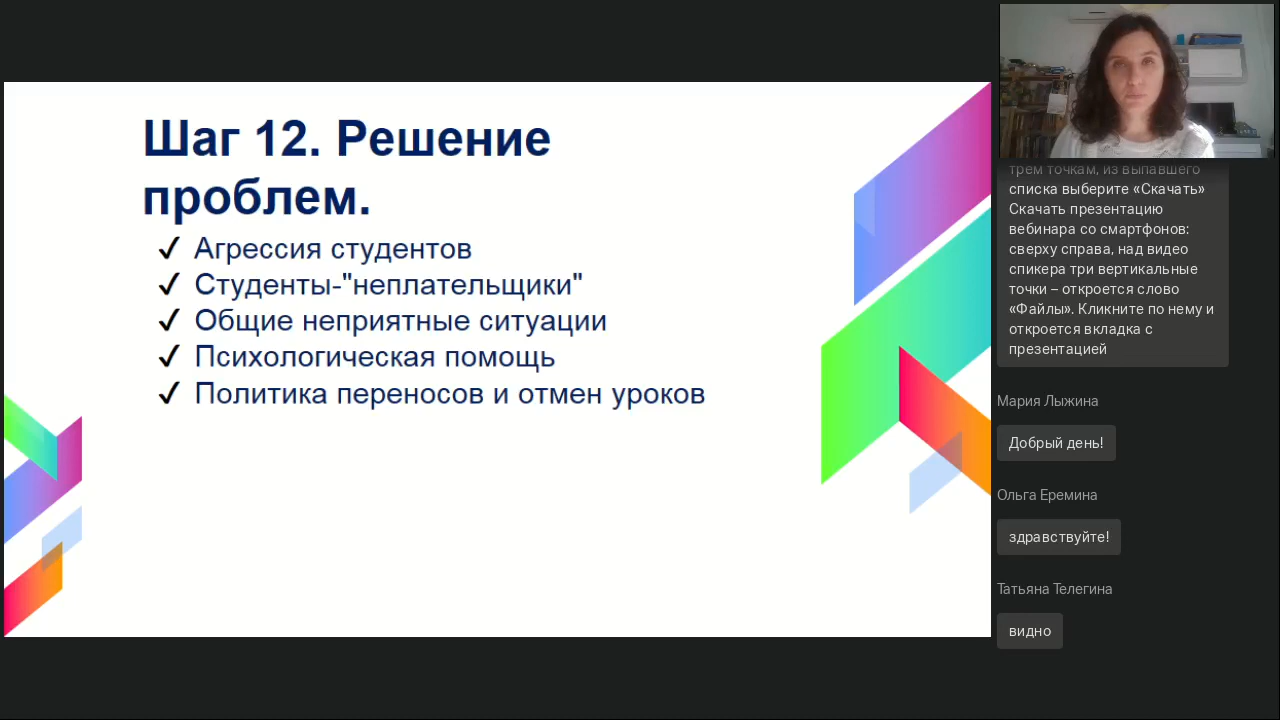 Шаг 12. Решение
проблем.
✓ Агрессия студентов
✓ Студенты-"неплательщики"
✓ Общие неприятные ситуации
✓ Психологическая помощь
✓ Политика переносов и отмен уроков
трем точкам, из выпавшего
списка выберите «Скачать»
Скачать презентацию
вебинара со смартфонов:
сверху справа, над видео
спикера три вертикальные
точки – откроется слово
«Файлы». Кликните по нему и
откроется вкладка с
презентацией
Мария Лыжина
Добрый день!
Ольга Еремина
здравствуйте!
Татьяна Телегина
видно